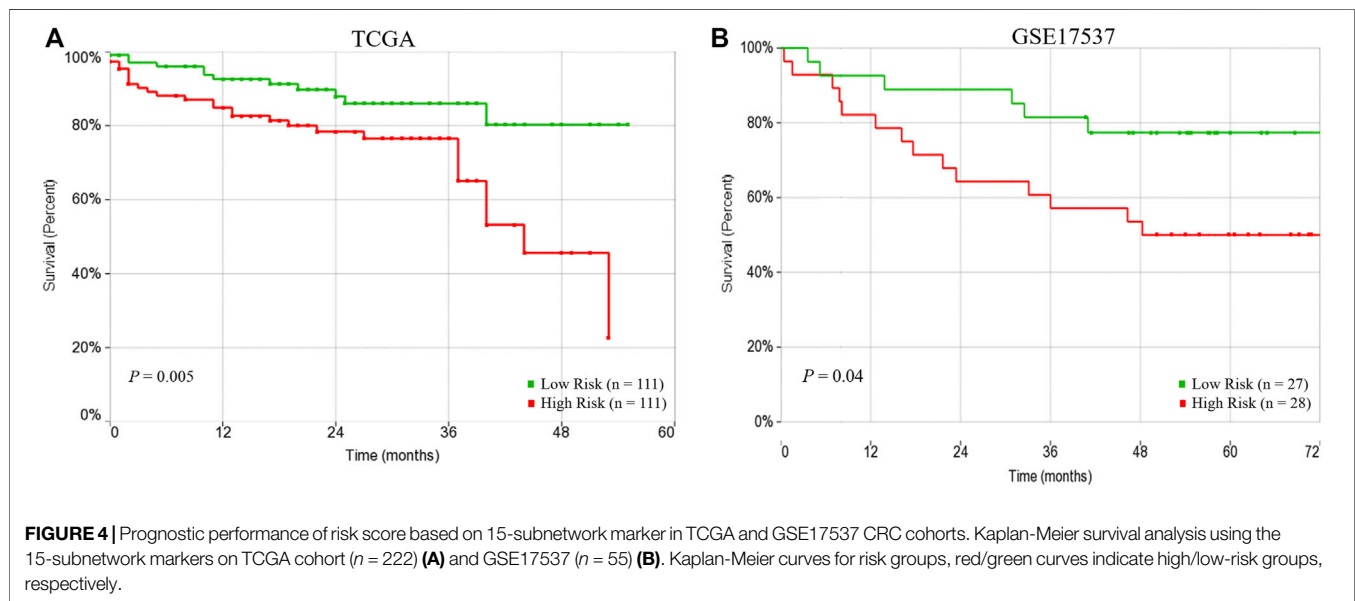 A
TCGA
100%
80%
60%
40%
20%
0%
Survival (Percent)
P = 0.005
Low Risk (n = 111)
High Risk (n = 111)
0 12 24 36 48 60
Time (months)
B
GSE17537
100%
80%
60%
40%
20%
0%
Survival (Percent)
P = 0.04
Low Risk (n = 27)
High Risk (n = 28)
0 12 24 36 48 60 72
Time (months)
FIGURE 4 | Prognostic performance of risk score based on 15-subnetwork marker in TCGA and GSE17537 CRC cohorts. Kaplan-Meier survival analysis using the
15-subnetwork markers on TCGA cohort (n = 222) (A) and GSE17537 (n = 55) (B). Kaplan-Meier curves for risk groups, red/green curves indicate high/low-risk groups,
respectively.